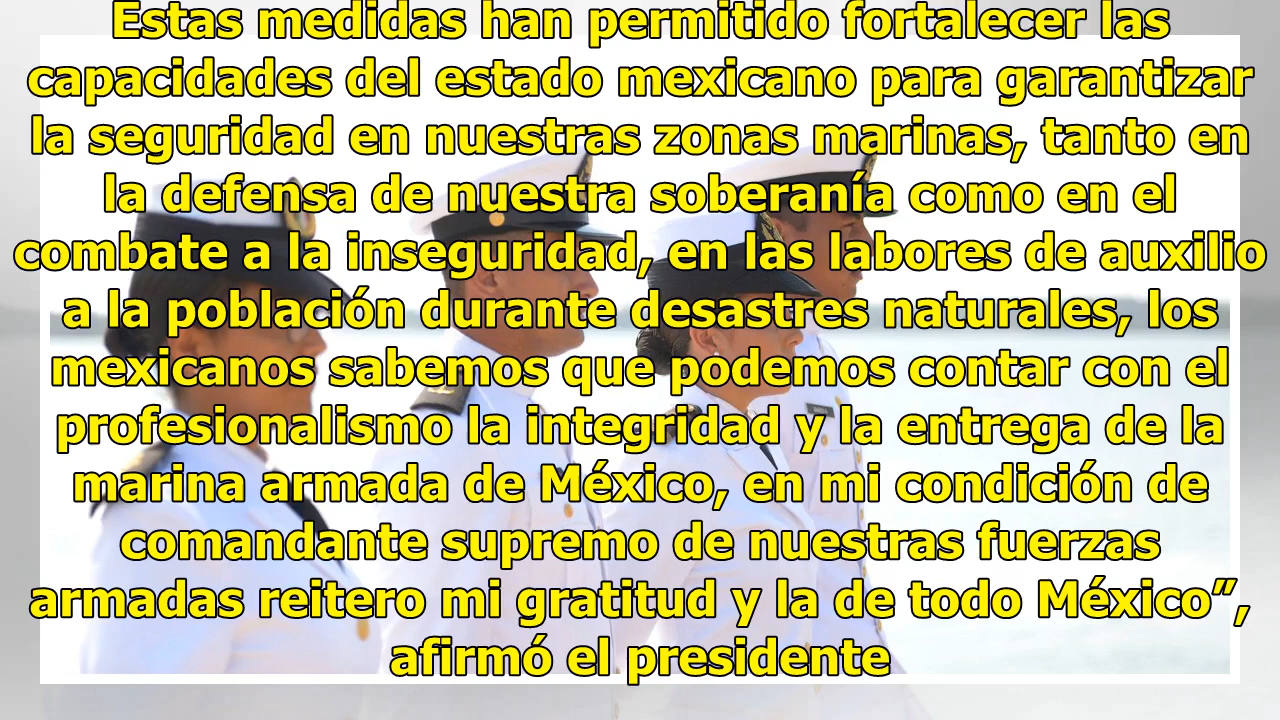 Estas medidas han permitido fortalecer las
capacidades del estado mexicano para garantizar
la seguridad en nuestras zonas marinas, tanto en
la defensa de nuestra soberanía como en el
combate a la inseguridad, en las labores de auxilio
a la población durante desastres naturales, los
mexicanos sabemos que podemos contar con el
profesionalismo la integridad y la entrega de la
marina armada de México, en mi condición de
comandante supremo de nuestras fuerzas
armadas reitero mi gratitud y la de todo México”,
afirmó el presidente